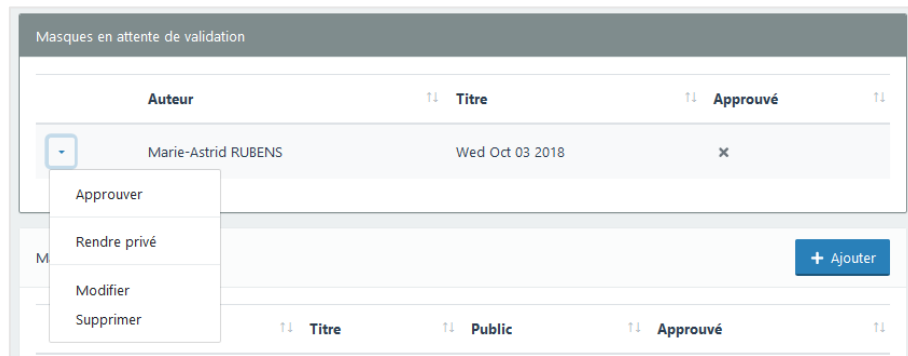 Masques en attente de validation
Auteur Titre Approuvé
Marie-Astrid RUBENS Wed Oct 03 2018
Approuver
Rendre privé
M
+ Ajouter
Modifier
Supprimer
Titre Public Approuvé